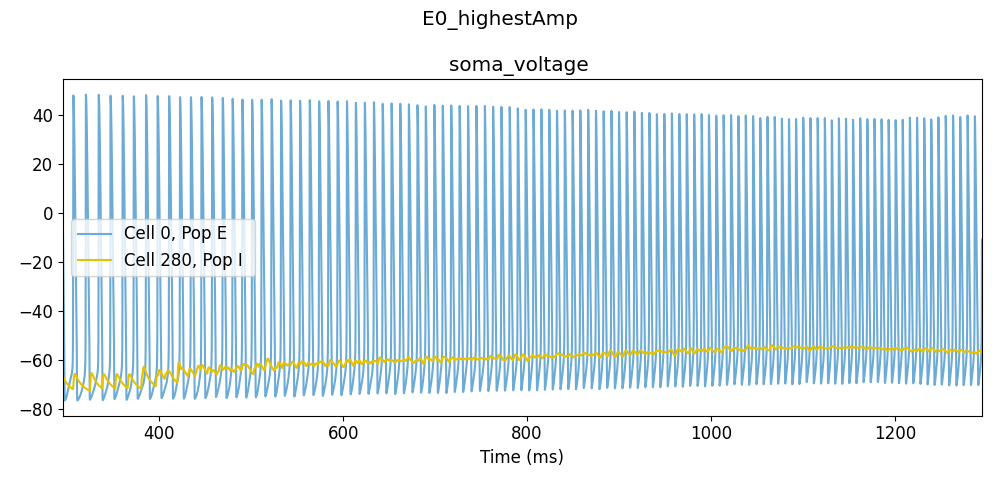 E0_highestAmp
soma_voltage
40
20
0
−20
−40
−60
−80
Cell 0, Pop E
Cell 280, Pop I
400 600 800 1000 1200
Time (ms)